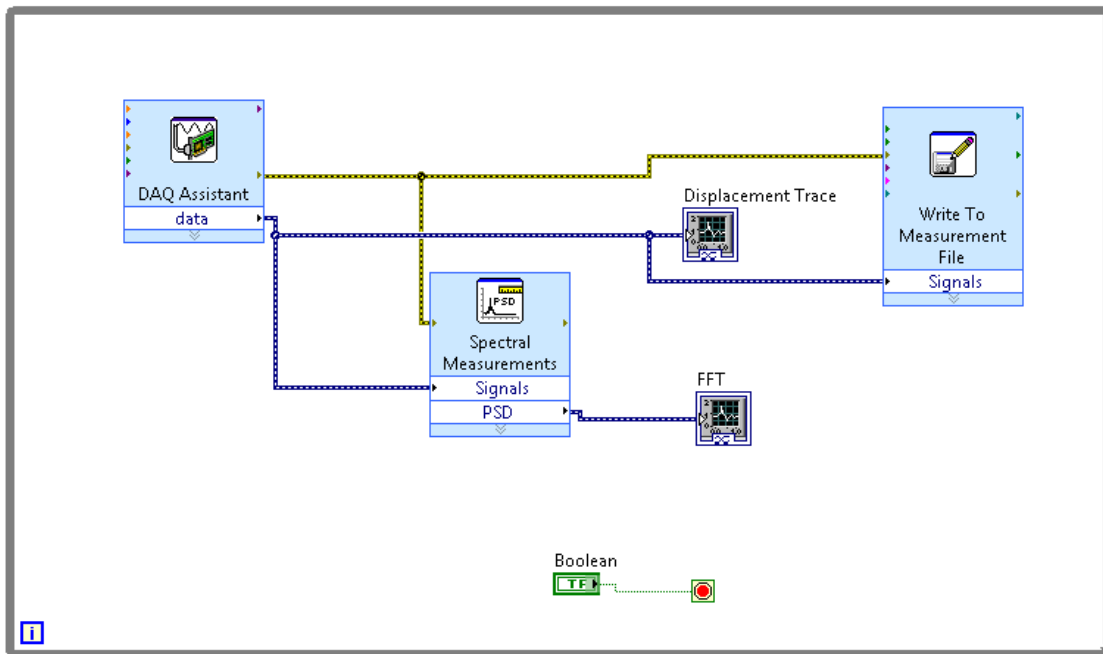 DAQ Assistant
data
Displacement Trace
Write To
Measurement
File
Signals
PSD
Spectral
Measurements
Signals
PSD
FFT
Boolean
TF
i